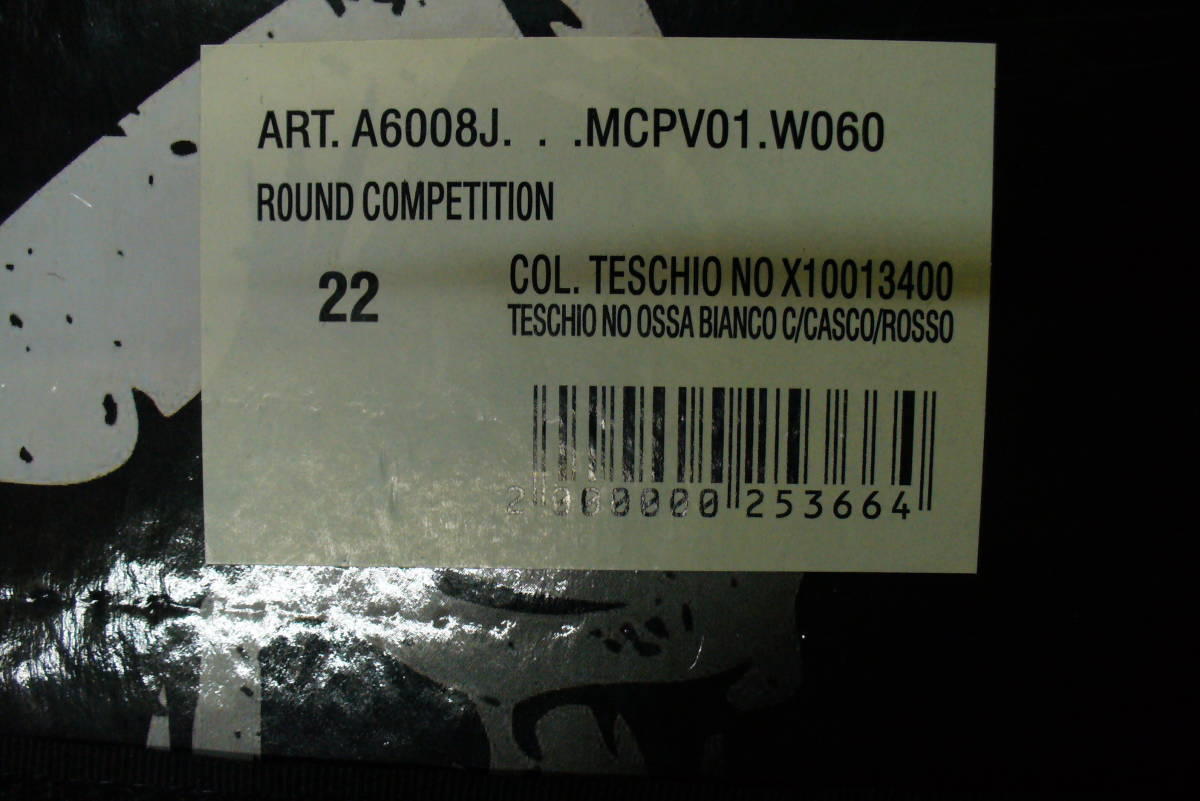 ART. A6008J. . .MCPV01.W060
ROUND COMPETITION
22
COL. TESCHIO NO X10013400
TESCHIO NO OSSA BIANCO C/CASCO/ROSSO
2 000000 253664